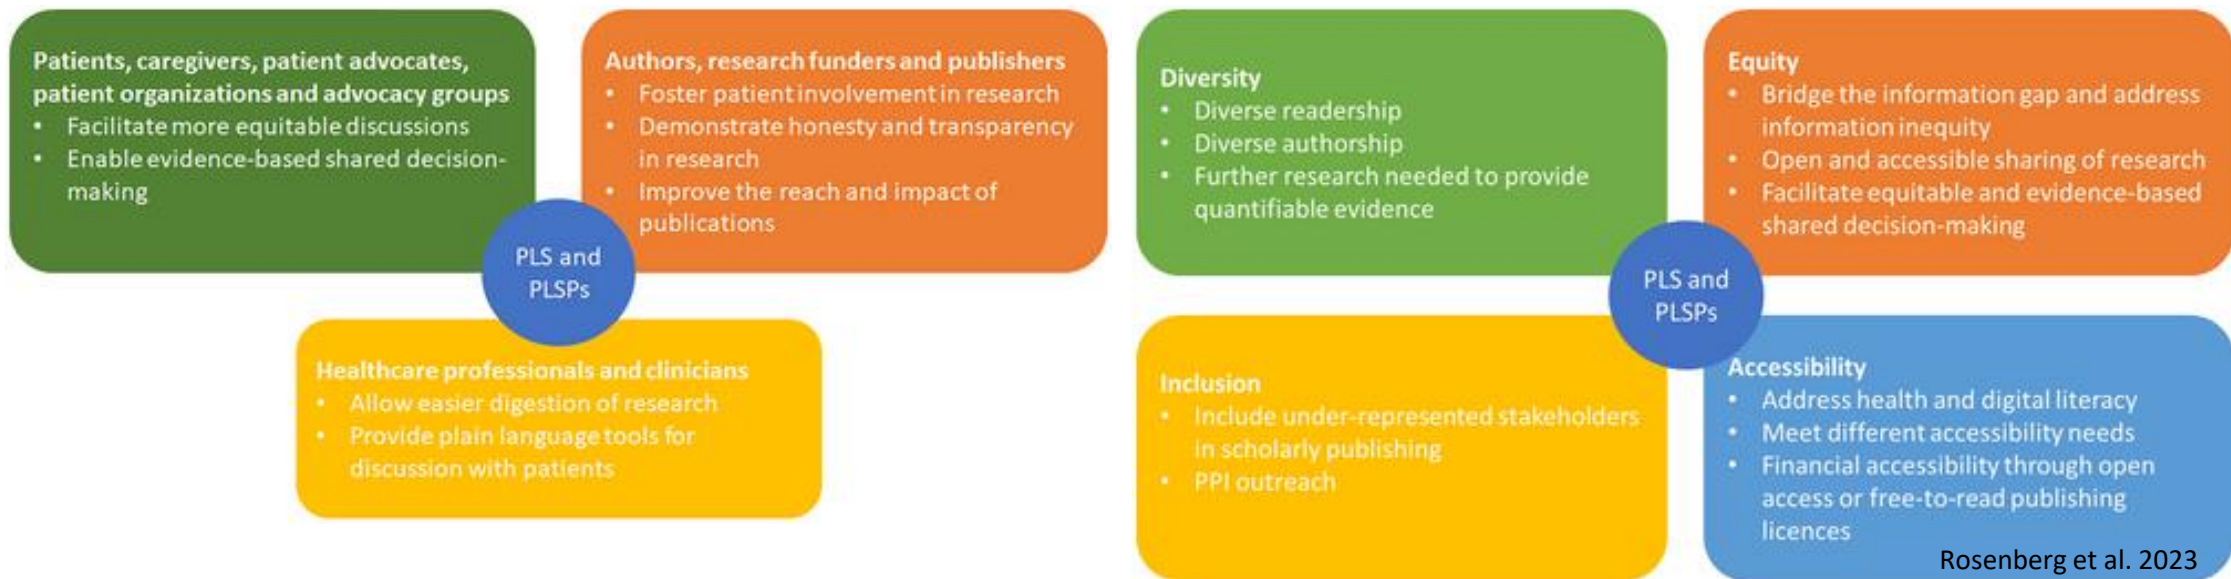 Patients, caregivers, patient advocates,
patient organizations and advocacy groups
• Facilitate more equitable discussions
• Enable evidence-based shared decision-
making
Authors, research funders and publishers
• Foster patient involvement in research
• Demonstrate honesty and transparency
in research
• Improve the reach and impact of
publications
PLS and
PLSPs
Healthcare professionals and clinicians
• Allow easier digestion of research
• Provide plain language tools for
discussion with patients
Diversity
• Diverse readership
• Diverse authorship
• Further research needed to provide
quantifiable evidence
Equity
• Bridge the information gap and address
information inequity
• Open and accessible sharing of research
• Facilitate equitable and evidence-based
shared decision-making
PLS and
PLSPs
Inclusion
• Include under-represented stakeholders
in scholarly publishing
• PPI outreach
Accessibility
• Address health and digital literacy
• Meet different accessibility needs
• Financial accessibility through open
access or free-to-read publishing
licences
Rosenberg et al. 2023